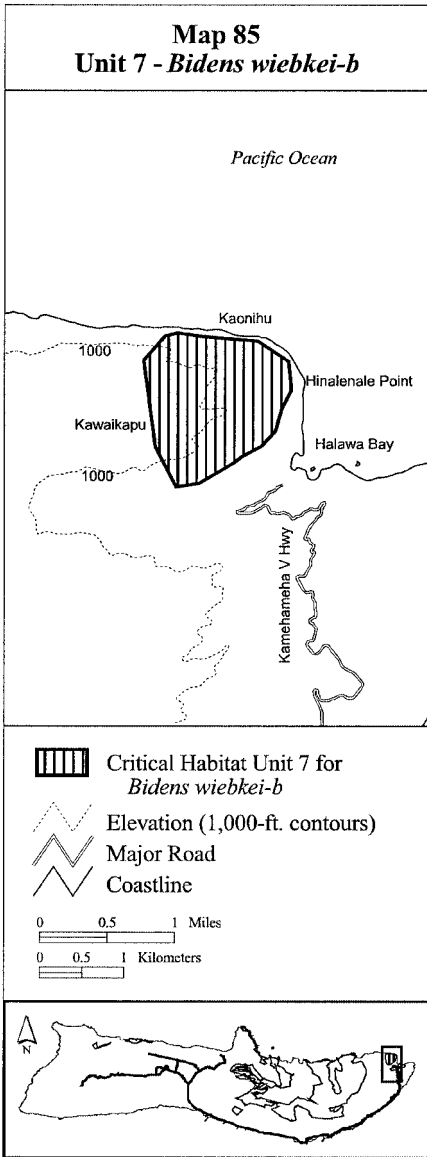 Map 85
Unit 7 - Bidens wiebkei-b
Pacific Ocean
Kaonihu
1000
Hinalenale Point
Kawaikapu
Halawa Bay
1000
Kamehameha V Hwy
Critical Habitat Unit 7 for
Bidens wiebkei-b
Elevation (1,000-ft. contours)
Major Road
Coastline
0 0.5 1 Miles
0 0.5 1 Kilometers
N